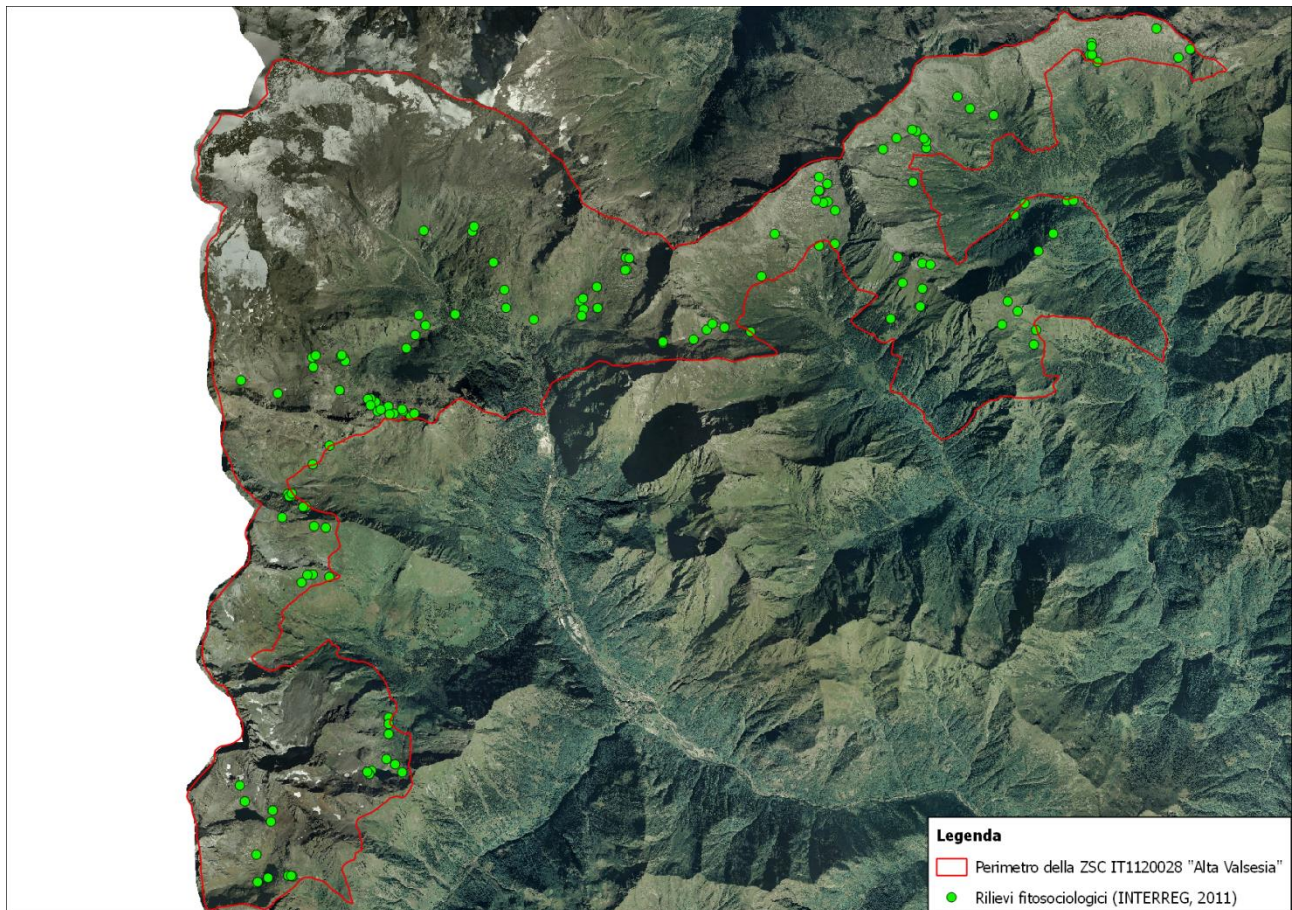 Legenda
Perimetro della ZSC IT1120028 "Alta Valsesia"
Rilievi fitosociologici (INTERREG, 2011)